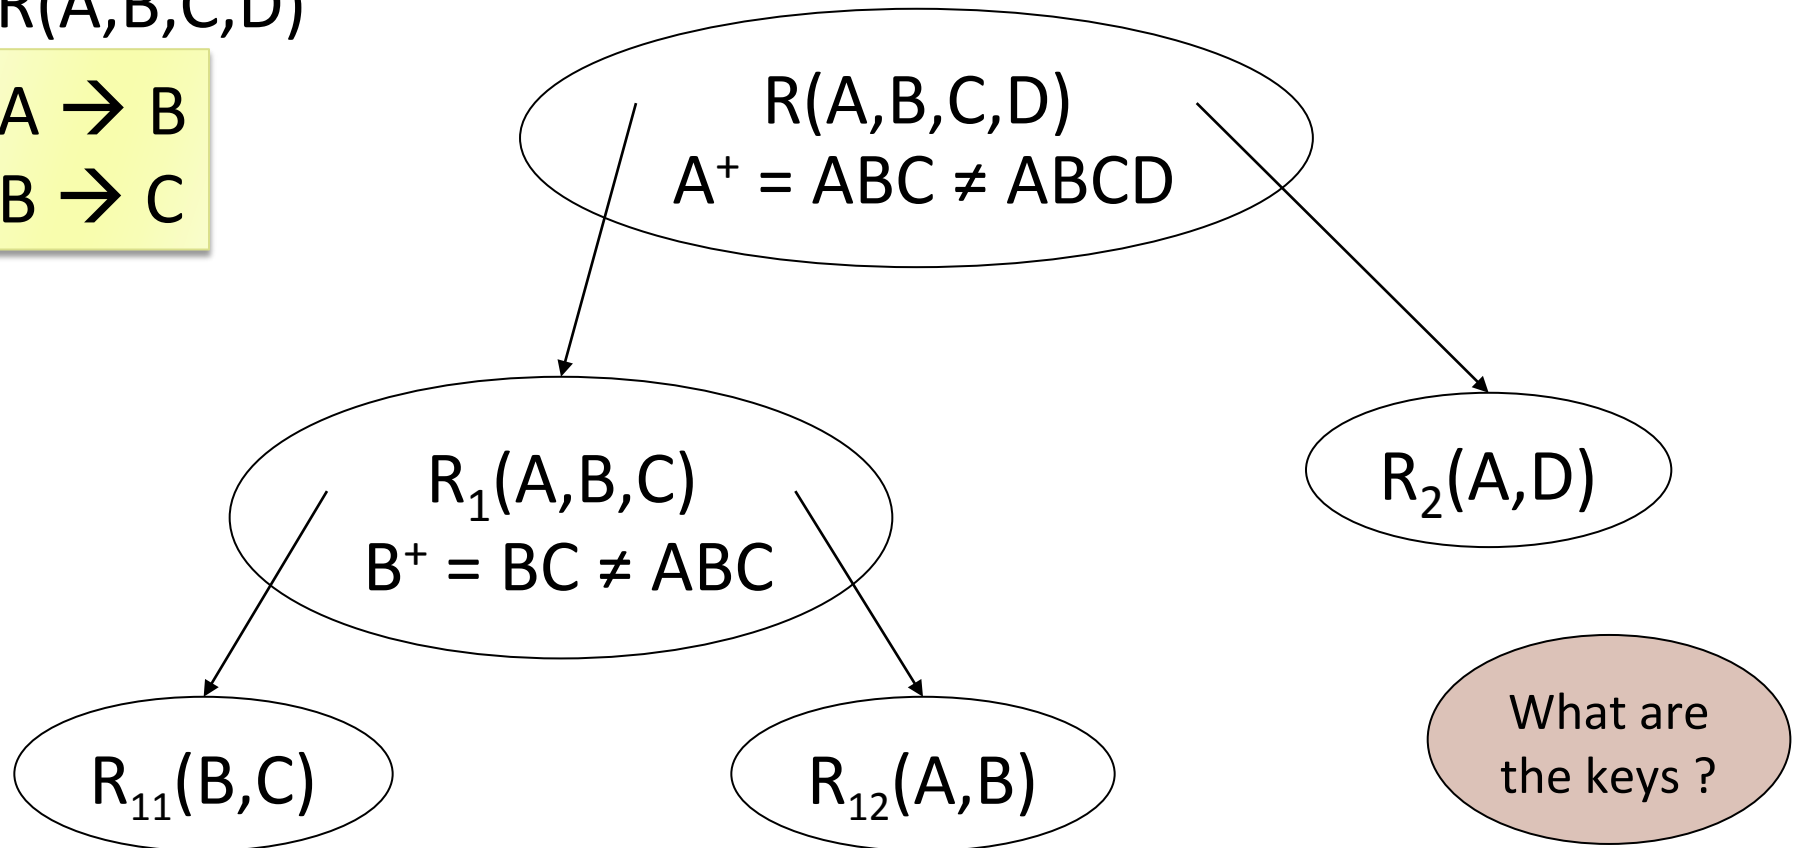 R(A,B,C,D)
A → B
B → C
R(A,B,C,D)
A⁺ = ABC ≠ ABCD
R₁(A,B,C)
B⁺ = BC ≠ ABC
R₂(A,D)
R₁₁(B,C)
R₁₂(A,B)
What are
the keys ?